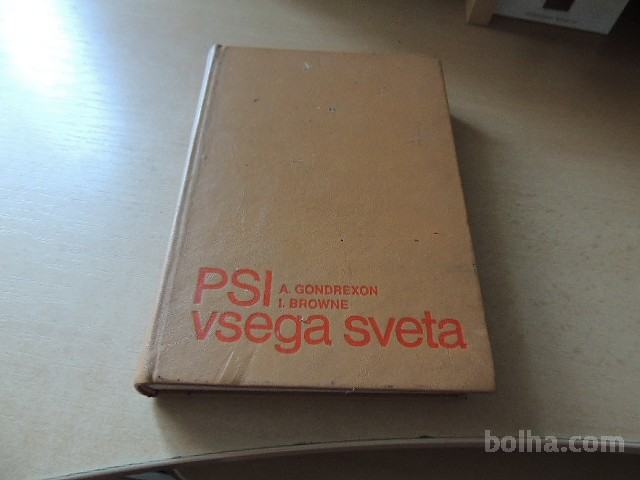 PSI A. GONDREXON
I. BROWNE
vsega sveta
bolha.com